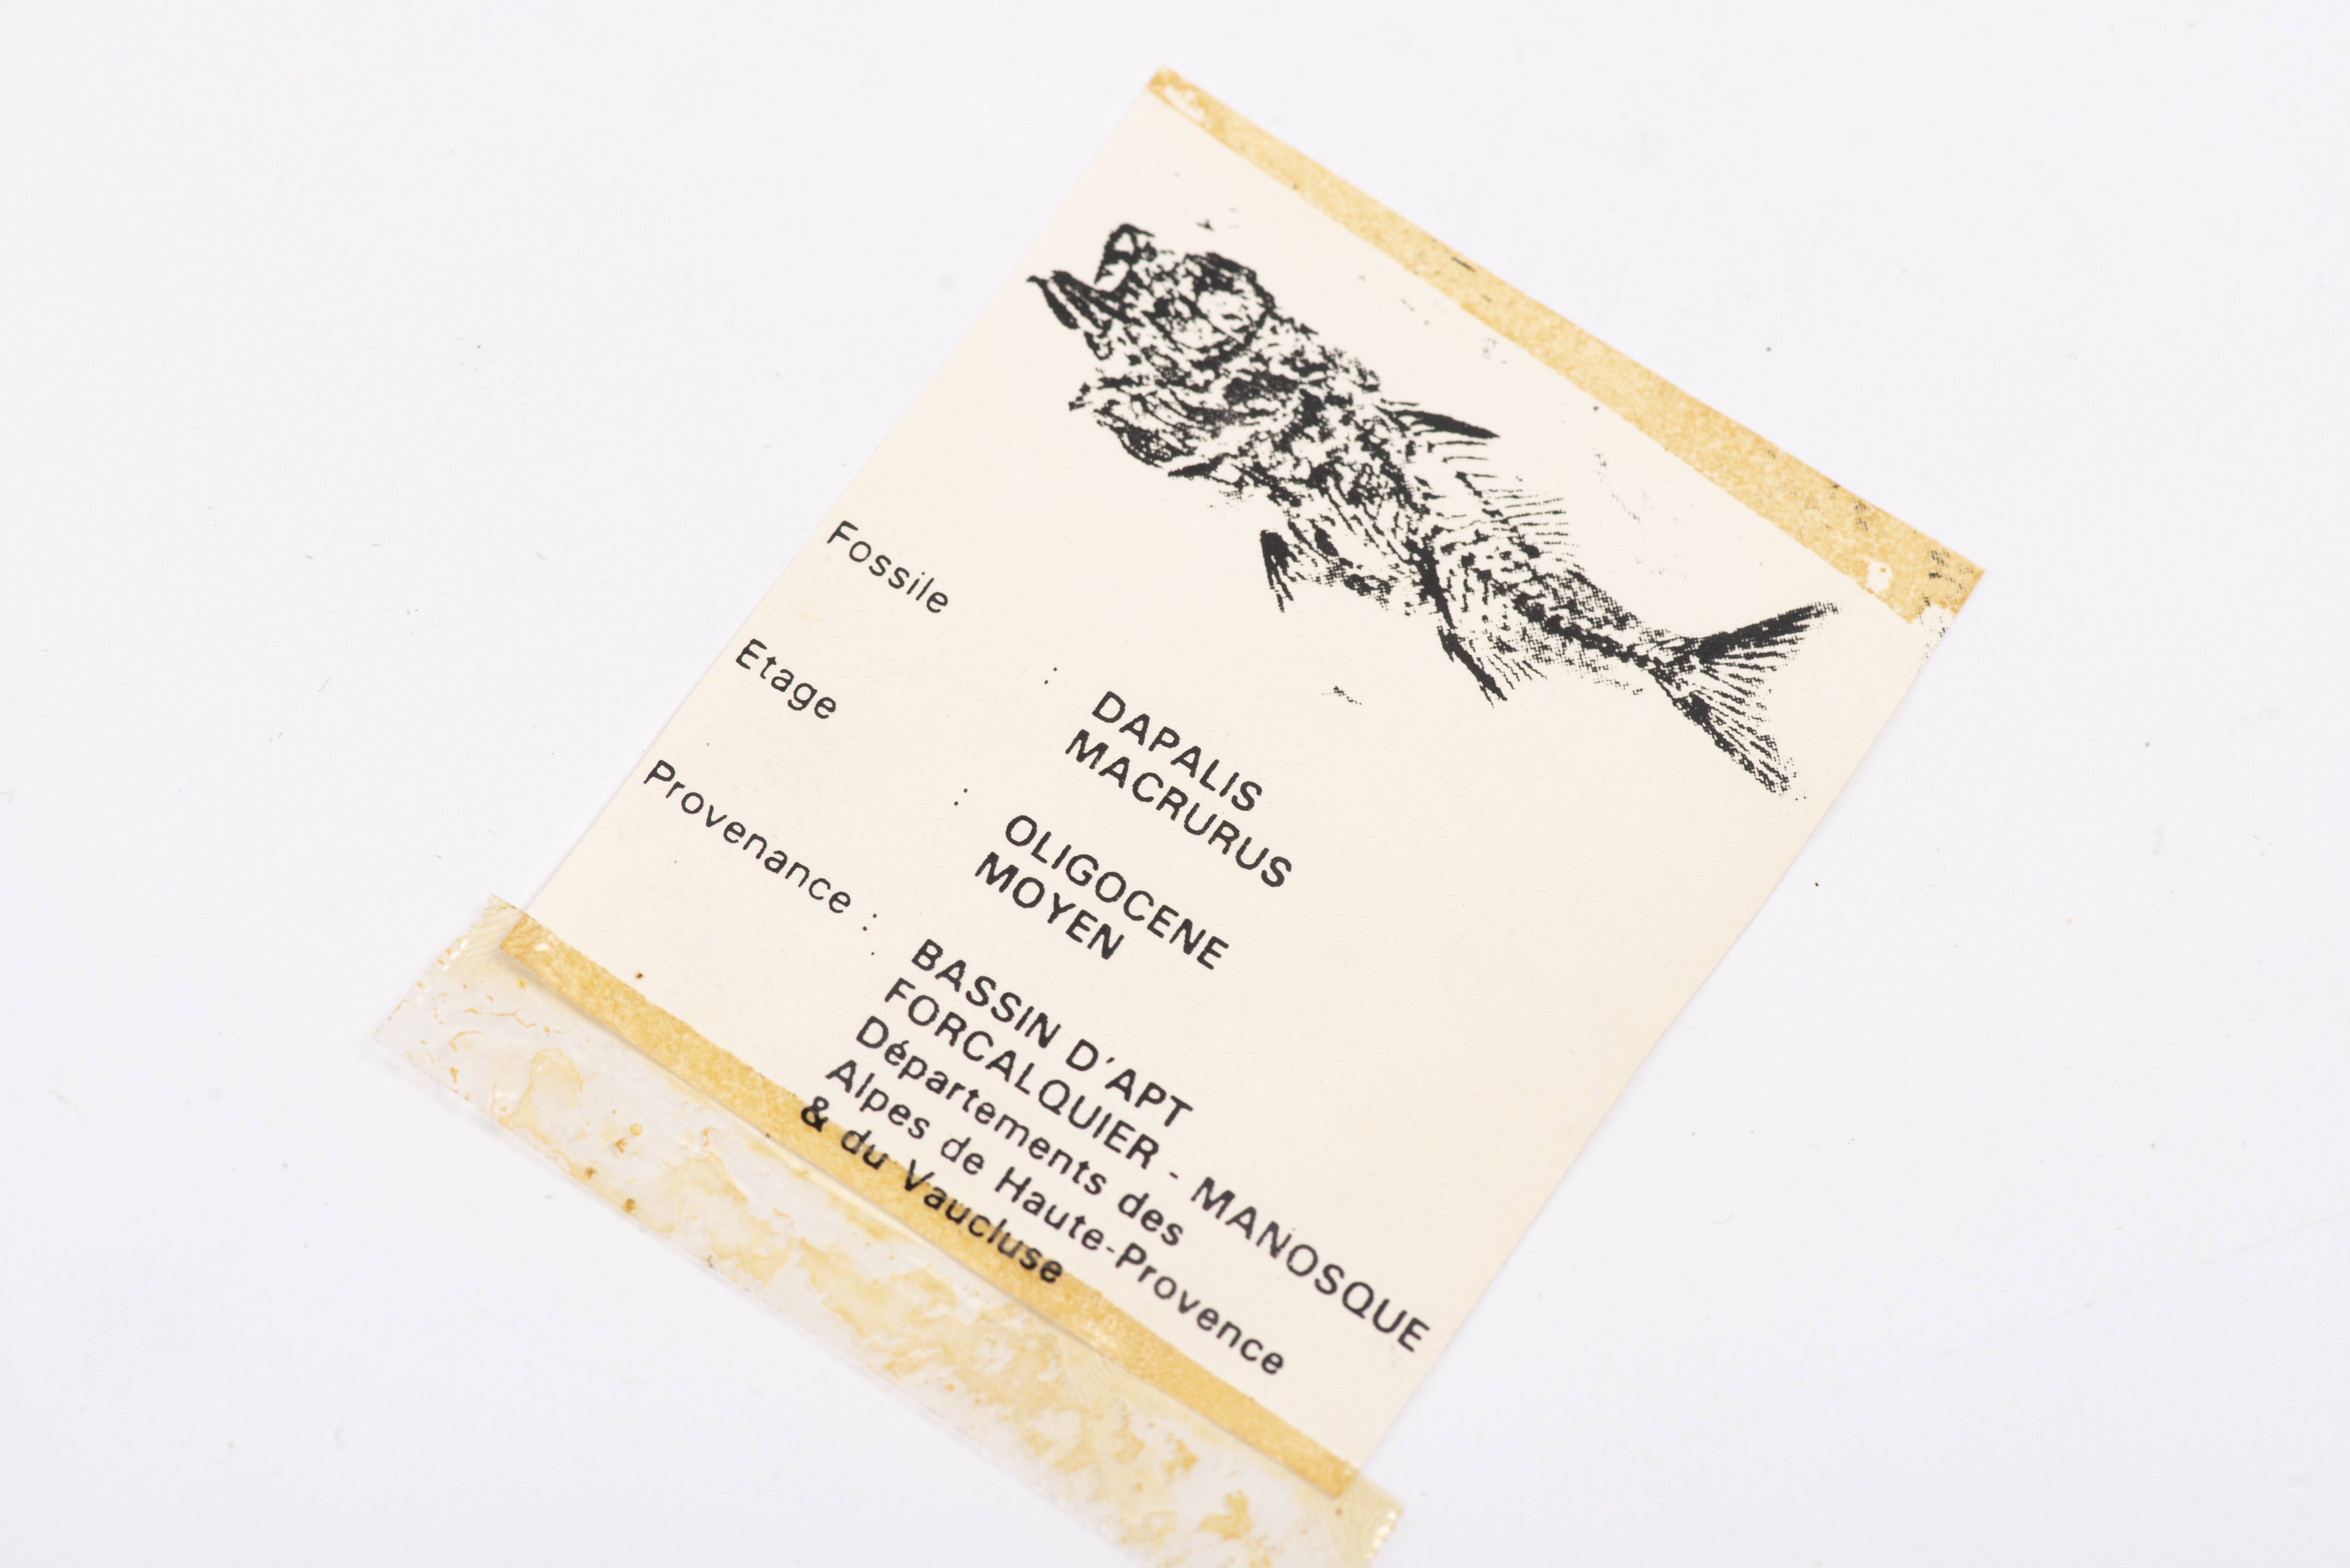 Fossile : DAPALIS
MACRURUS
Etage : OLIGOCENE
MOYEN
Provenance : BASSIN D'APT
FORCALQUIER - MANOSQUE
Départements des
Alpes de Haute-Provence
& du Vaucluse